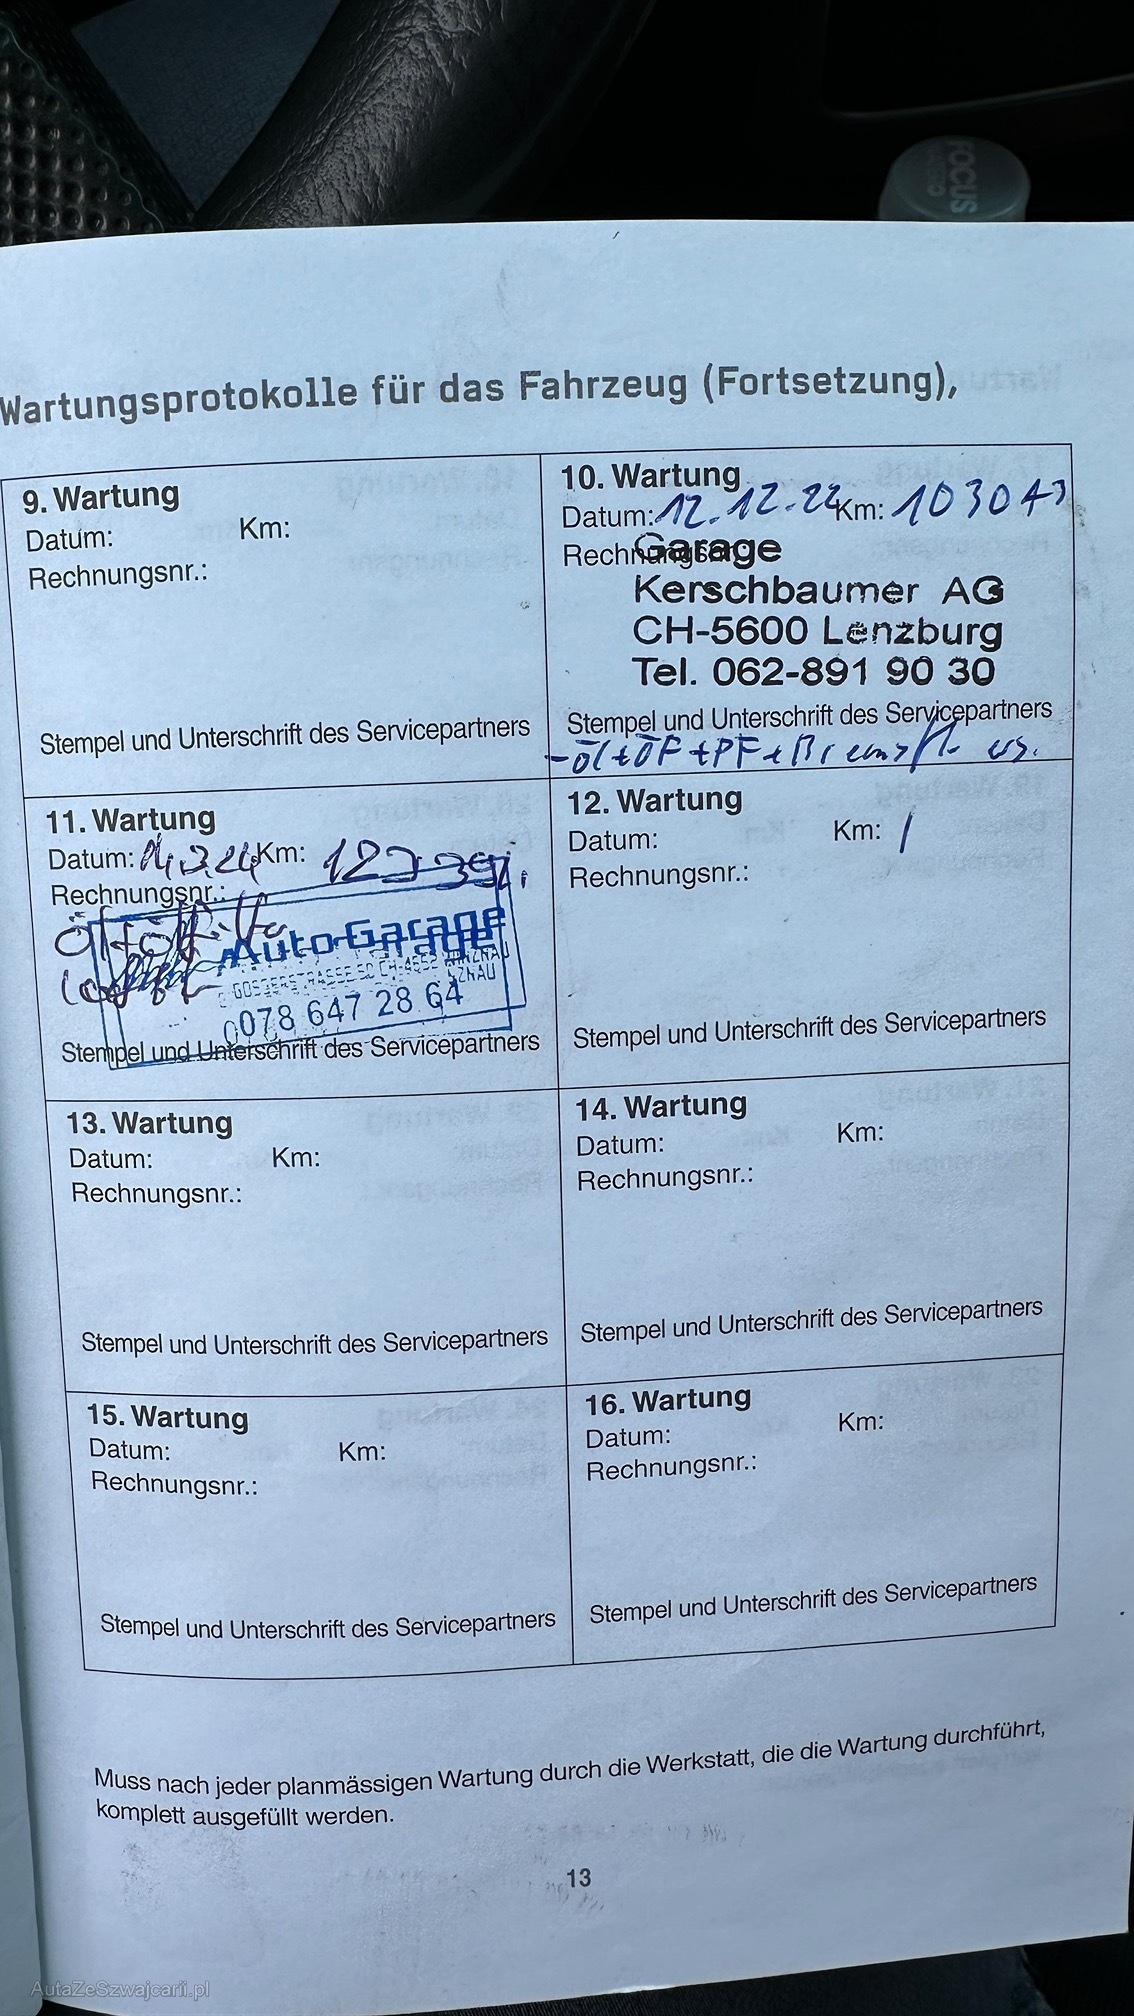 FOCUS
Wartungsprotokolle für das Fahrzeug (Fortsetzung),
9. Wartung
Datum: Km:
Rechnungsnr.:
Stempel und Unterschrift des Servicepartners
10. Wartung
Datum: 12.12.22 Km: 103043
Rechnungsnr.:
Garage
Kerschbaumer AG
CH-5600 Lenzburg
Tel. 062-891 90 30
Stempel und Unterschrift des Servicepartners
-Öl+ÖF+PF+Bremsfl.
11. Wartung
Datum: Km:
Rechnungsnr.:
Auto-Garage
078 647 28 64
Stempel und Unterschrift des Servicepartners
12. Wartung
Datum: Km: /
Rechnungsnr.:
Stempel und Unterschrift des Servicepartners
13. Wartung
Datum: Km:
Rechnungsnr.:
Stempel und Unterschrift des Servicepartners
14. Wartung
Datum: Km:
Rechnungsnr.:
Stempel und Unterschrift des Servicepartners
15. Wartung
Datum: Km:
Rechnungsnr.:
Stempel und Unterschrift des Servicepartners
16. Wartung
Datum: Km:
Rechnungsnr.:
Stempel und Unterschrift des Servicepartners
Muss nach jeder planmässigen Wartung durch die Werkstatt, die die Wartung durchführt,
komplett ausgefüllt werden.
13
AutaZeSzwajcarii.pl